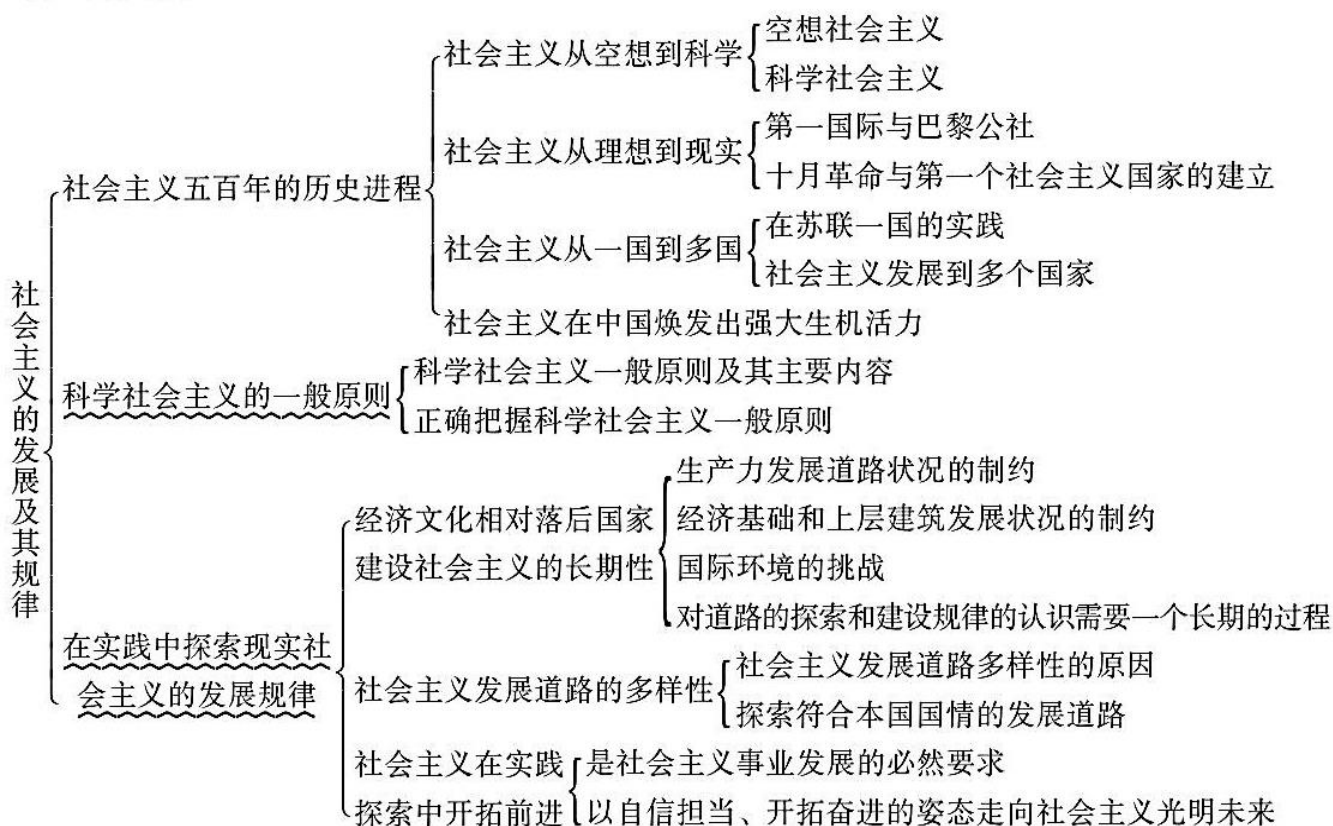 社会主义的发展及其规律
社会主义五百年的历史进程
社会主义从空想到科学
空想社会主义
科学社会主义
社会主义从理想到现实
第一国际与巴黎公社
十月革命与第一个社会主义国家的建立
社会主义从一国到多国
在苏联一国的实践
社会主义发展到多个国家
社会主义在中国焕发出强大生机活力
科学社会主义的一般原则
科学社会主义一般原则及其主要内容
正确把握科学社会主义一般原则
在实践中探索现实社
会主义的发展规律
经济文化相对落后国家
建设社会主义的长期性
生产力发展道路状况的制约
经济基础和上层建筑发展状况的制约
国际环境的挑战
对道路的探索和建设规律的认识需要一个长期的过程
社会主义发展道路的多样性
社会主义发展道路多样性的原因
探索符合本国国情的发展道路
社会主义在实践
探索中开拓前进
是社会主义事业发展的必然要求
以自信担当、开拓奋进的姿态走向社会主义光明未来